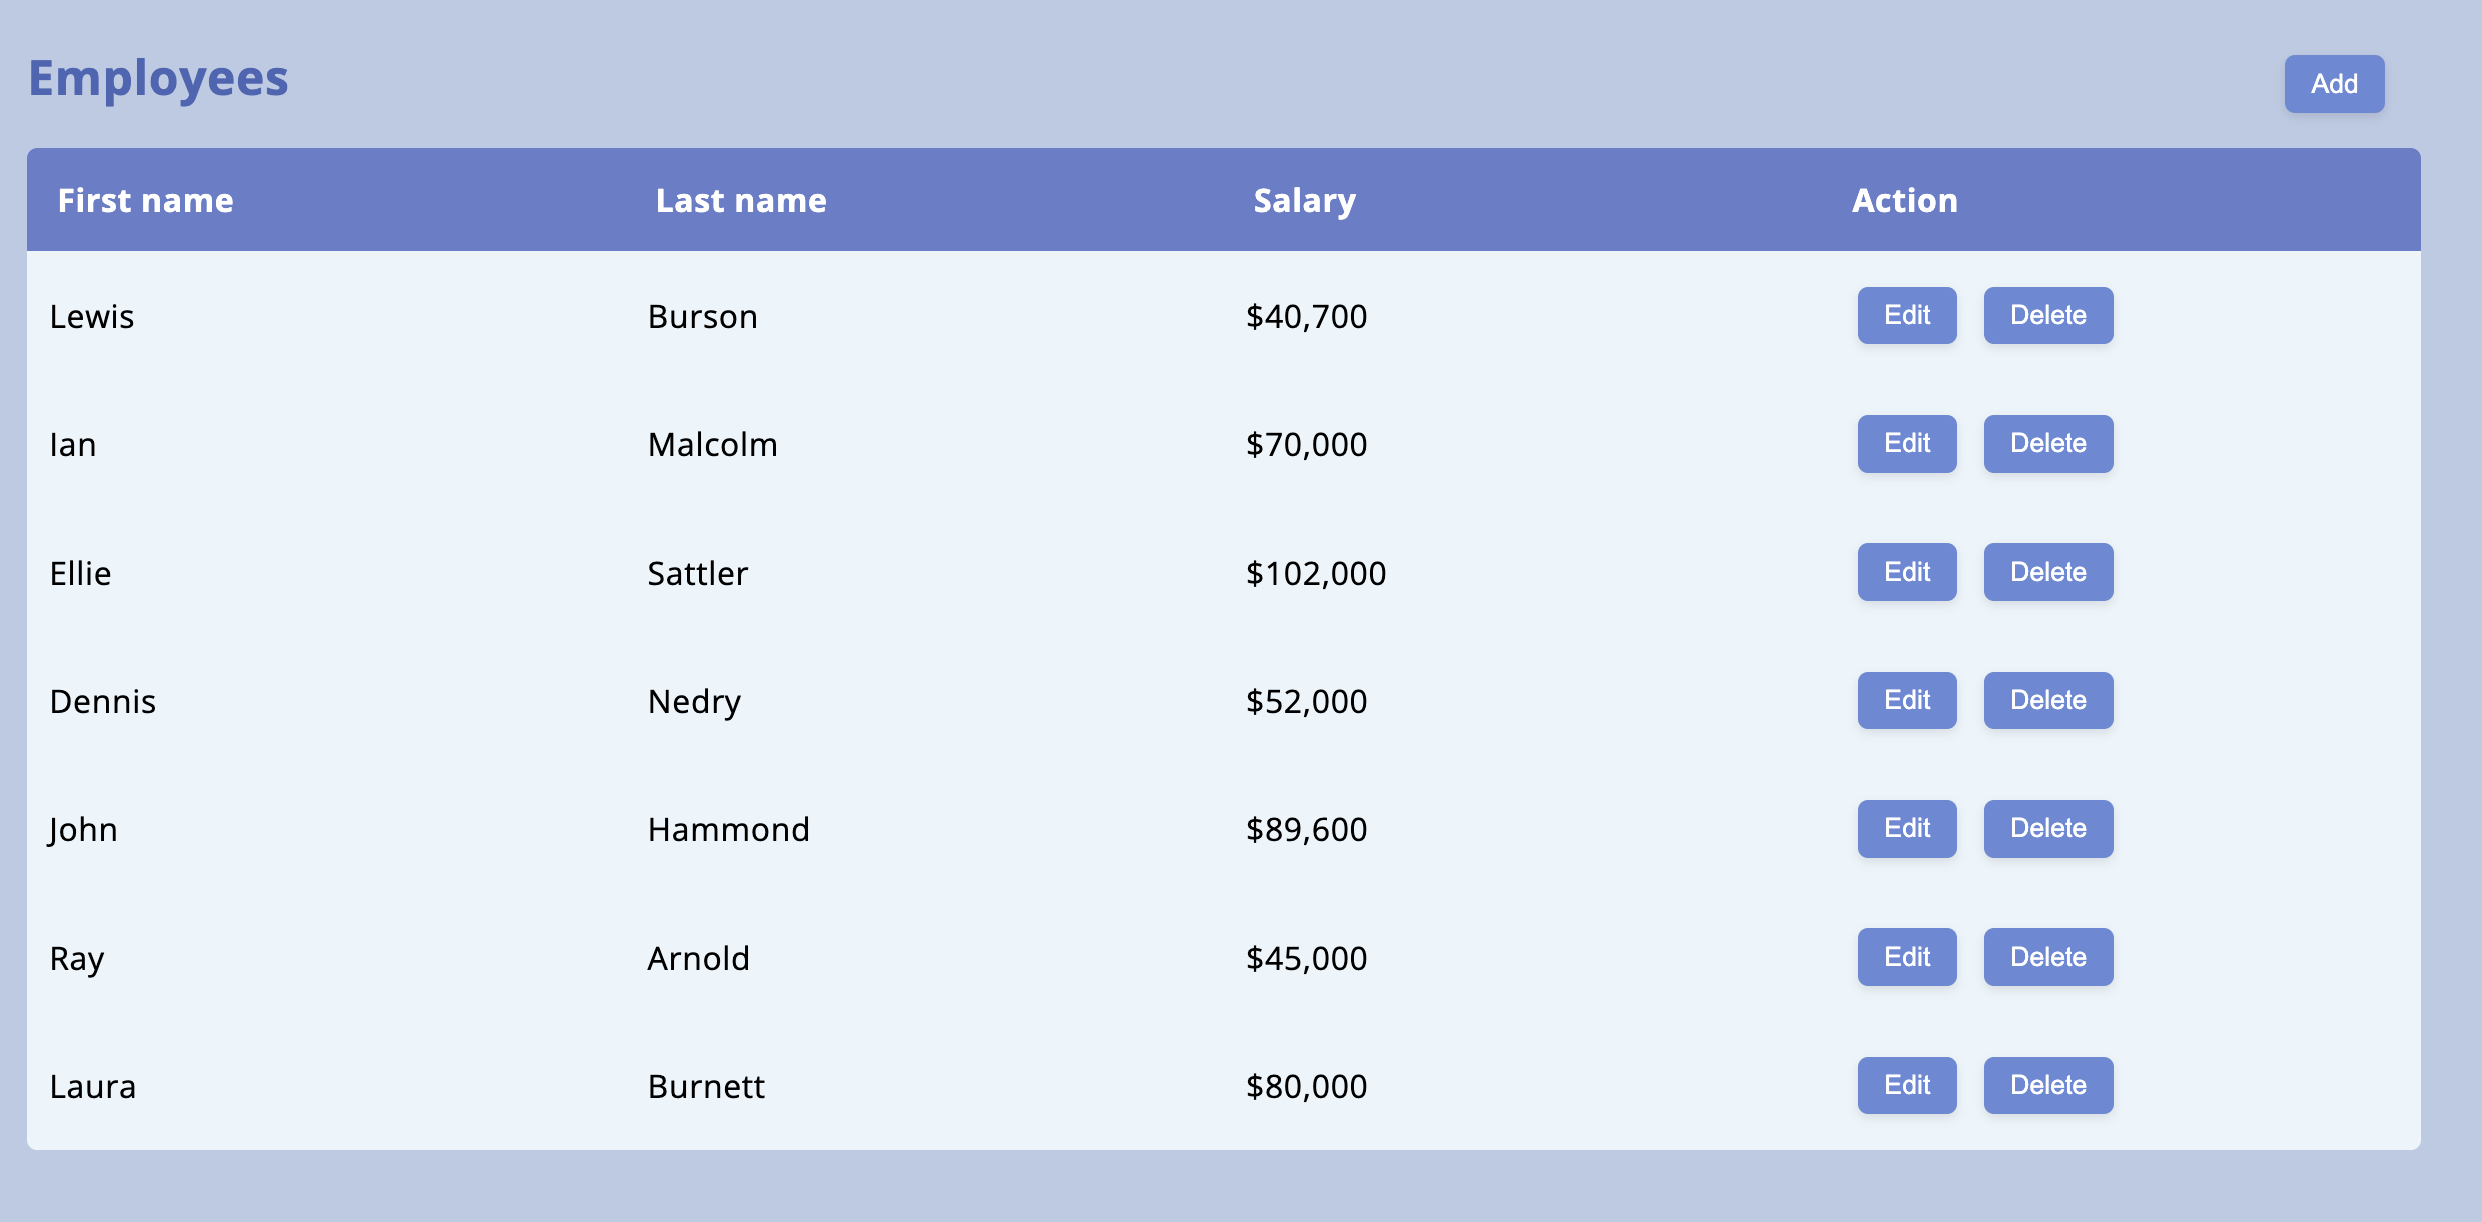 Employees Add
First name Last name Salary Action
Lewis Burson $40,700 Edit Delete
Ian Malcolm $70,000 Edit Delete
Ellie Sattler $102,000 Edit Delete
Dennis Nedry $52,000 Edit Delete
John Hammond $89,600 Edit Delete
Ray Arnold $45,000 Edit Delete
Laura Burnett $80,000 Edit Delete